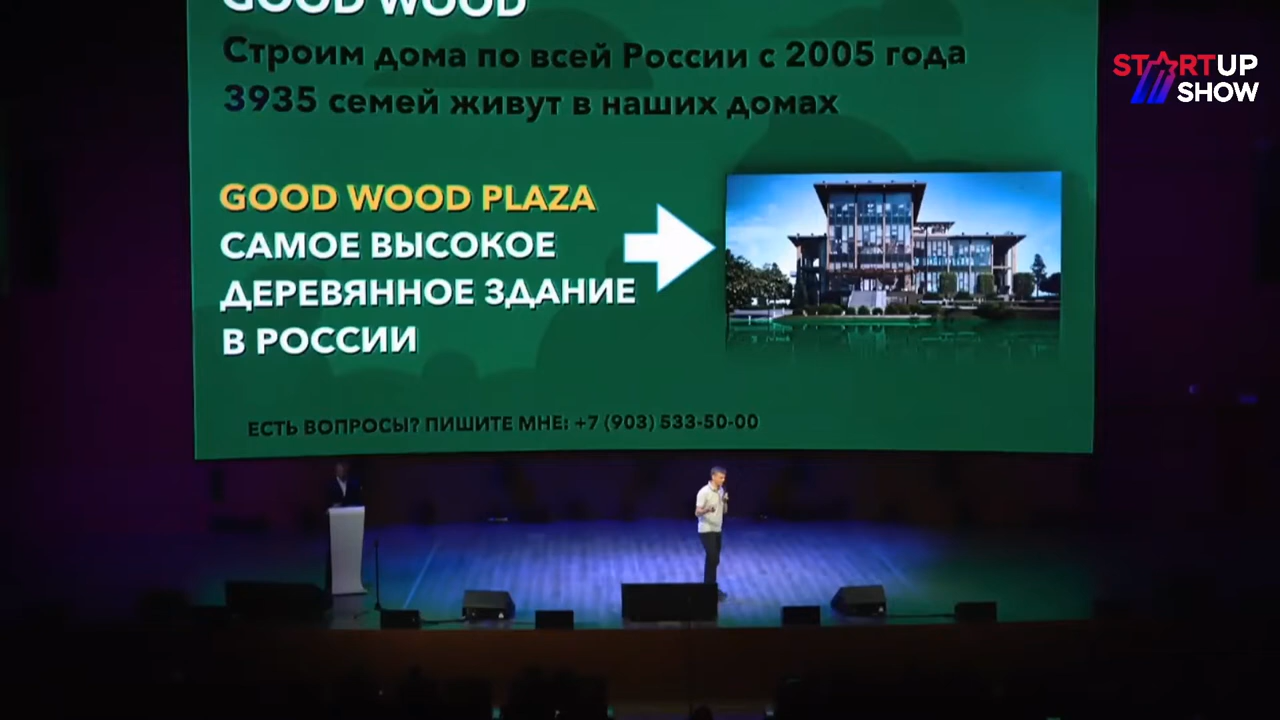 GOOD WOOD
Строим дома по всей России с 2005 года
3935 семей живут в наших домах
GOOD WOOD PLAZA
САМОЕ ВЫСОКОЕ
ДЕРЕВЯННОЕ ЗДАНИЕ
В РОССИИ
ЕСТЬ ВОПРОСЫ? ПИШИТЕ МНЕ: +7 (903) 533-50-00
STARTUP
SHOW